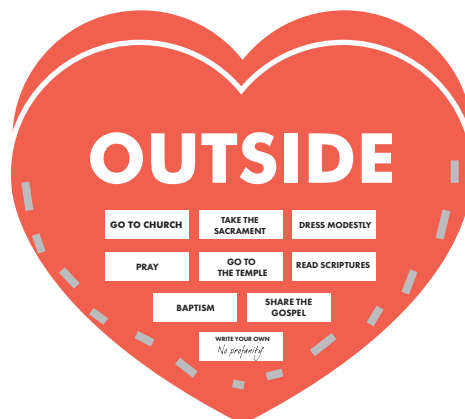 OUTSIDE
GO TO CHURCH
TAKE THE
SACRAMENT
DRESS MODESTLY
PRAY
GO TO
THE TEMPLE
READ SCRIPTURES
BAPTISM
SHARE THE
GOSPEL
WRITE YOUR OWN
No profanity